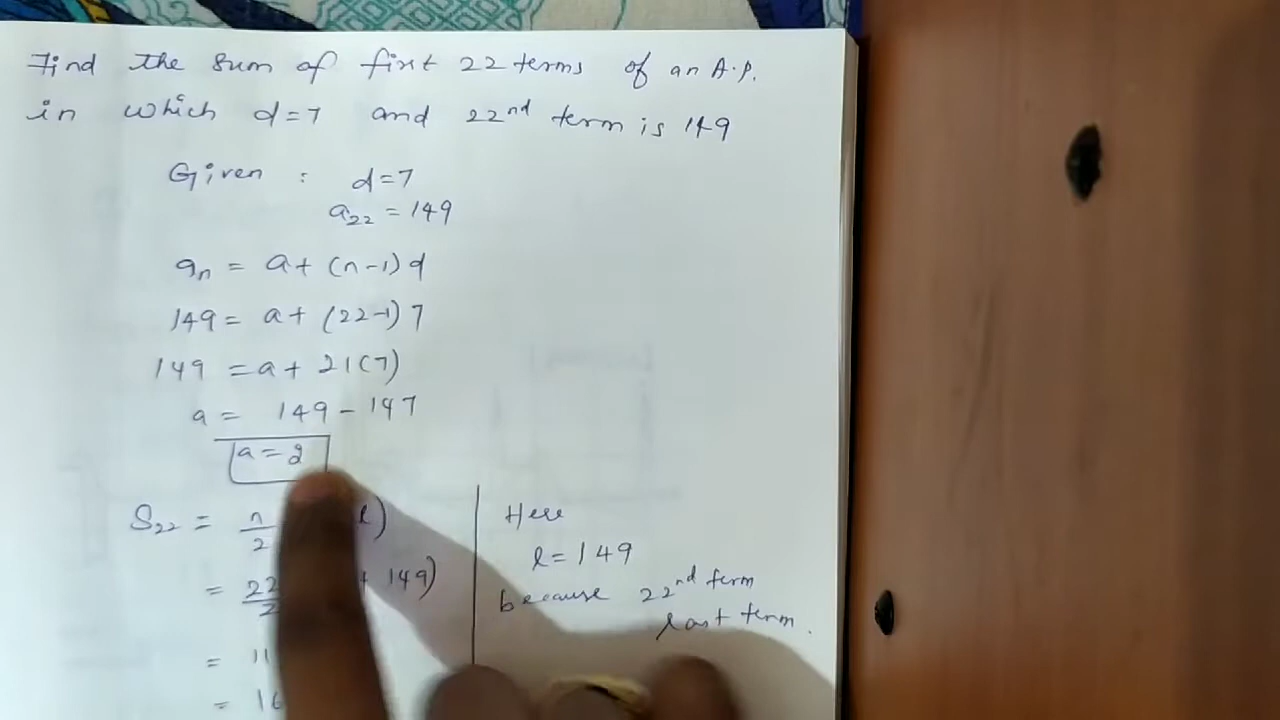 Find the sum of first 22 terms of an A.P.
in which d=7 and 22nd term is 149
Given : d=7
a22 = 149
an = a + (n-1)d
149 = a + (22-1) 7
149 = a + 21(7)
a = 149 - 147
a = 2
S22 = n/2 l)
= 22/2 + 149)
= 11
= 16
Here
l = 149
because 22nd term
last term.